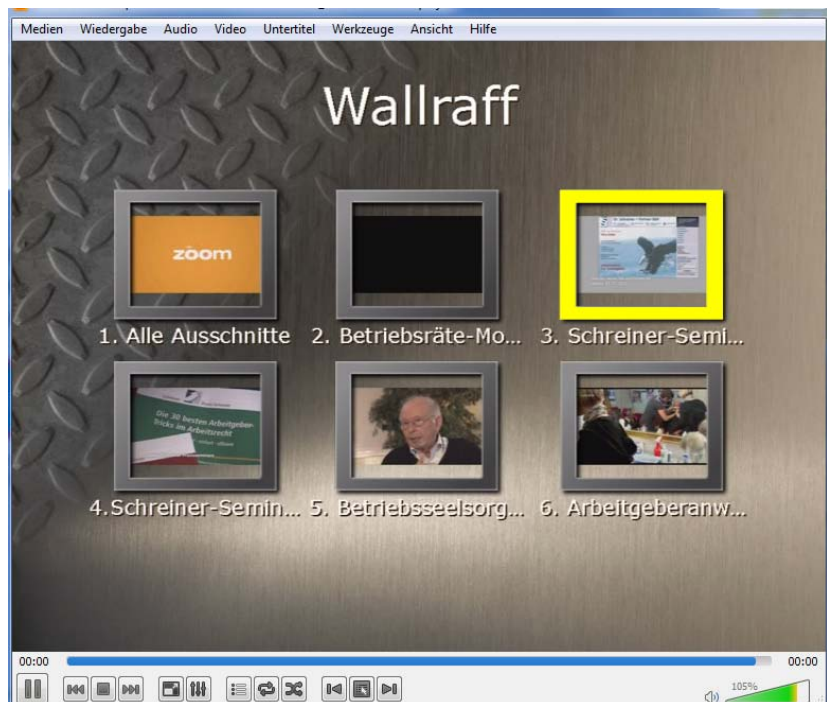 Medien Wiedergabe Audio Video Untertitel Werkzeuge Ansicht Hilfe
Wallraff
zoom
1. Alle Ausschnitte 2. Betriebsräte-Mo... 3. Schreiner-Semi...
Die 30 besten Arbeitgeber-
Tricks im Arbeitsrecht
4.Schreiner-Semin... 5. Betriebsseelsorg... 6. Arbeitgeberanw...
00:00 00:00
105%